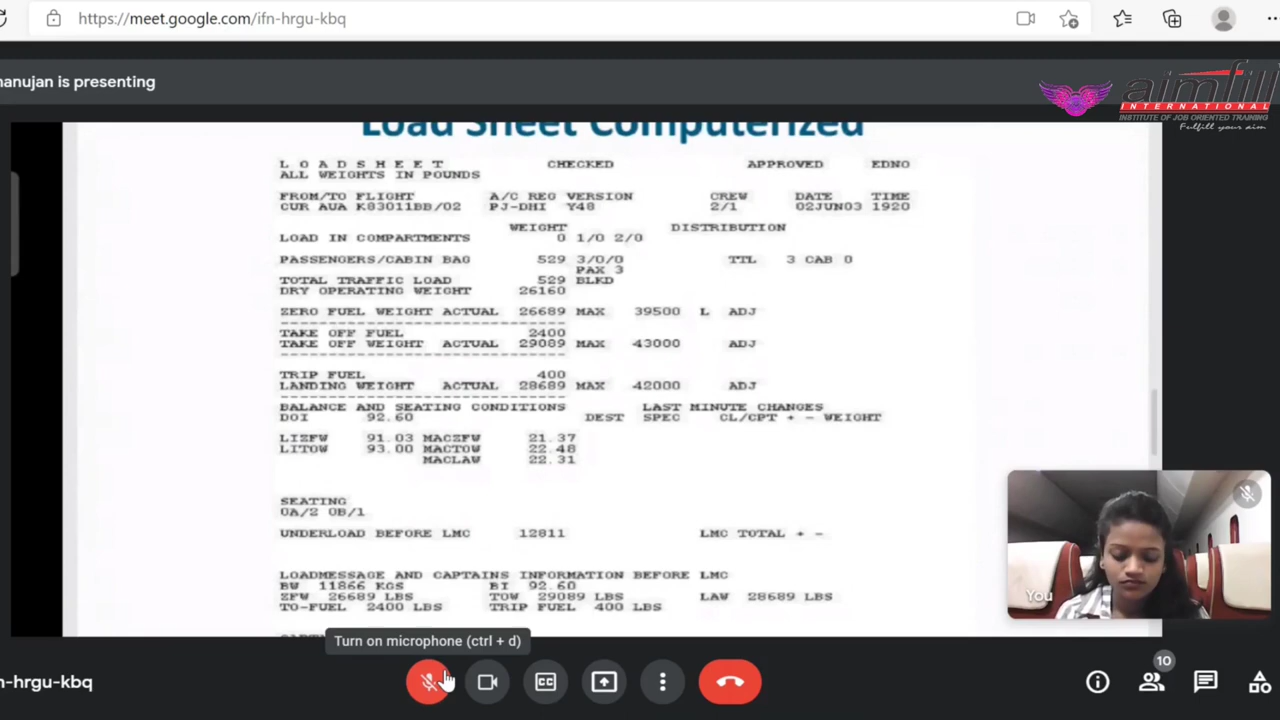 https://meet.google.com/ifn-hrgu-kbq
nanujan is presenting
aimfill
INTERNATIONAL
INSTITUTE OF JOB ORIENTED TRAINING
Fulfill your aim
Load Sheet Computerized
L O A D S H E E T CHECKED APPROVED EDNO
ALL WEIGHTS IN POUNDS
FROM/TO FLIGHT A/C REG VERSION CREW DATE TIME
CUR AUA K83011BB/02 PJ-DHI Y48 2/1 02JUN03 1920
WEIGHT DISTRIBUTION
LOAD IN COMPARTMENTS 0 1/0 2/0
PASSENGERS/CABIN BAG 529 3/0/0 TTL 3 CAB 0
PAX 3
TOTAL TRAFFIC LOAD 529 BLKD
DRY OPERATING WEIGHT 26160
ZERO FUEL WEIGHT ACTUAL 26689 MAX 39500 L ADJ
TAKE OFF FUEL 2400
TAKE OFF WEIGHT ACTUAL 29089 MAX 43000 ADJ
TRIP FUEL 400
LANDING WEIGHT ACTUAL 28689 MAX 42000 ADJ
BALANCE AND SEATING CONDITIONS LAST MINUTE CHANGES
DOI 92.60 DEST SPEC CL/CPT + - WEIGHT
LIZFW 91.03 MACZFW 21.37
LITOW 93.00 MACTOW 22.48
MACLAW 22.31
SEATING
0A/2 0B/1
UNDERLOAD BEFORE LMC 12811 LMC TOTAL + -
LOADMESSAGE AND CAPTAINS INFORMATION BEFORE LMC
BW 11866 KGS BI 92.60
ZFW 26689 LBS TOW 29089 LBS LAW 28689 LBS
TO-FUEL 2400 LBS TRIP FUEL 400 LBS
You
Turn on microphone (ctrl + d)
n-hrgu-kbq
CC
10